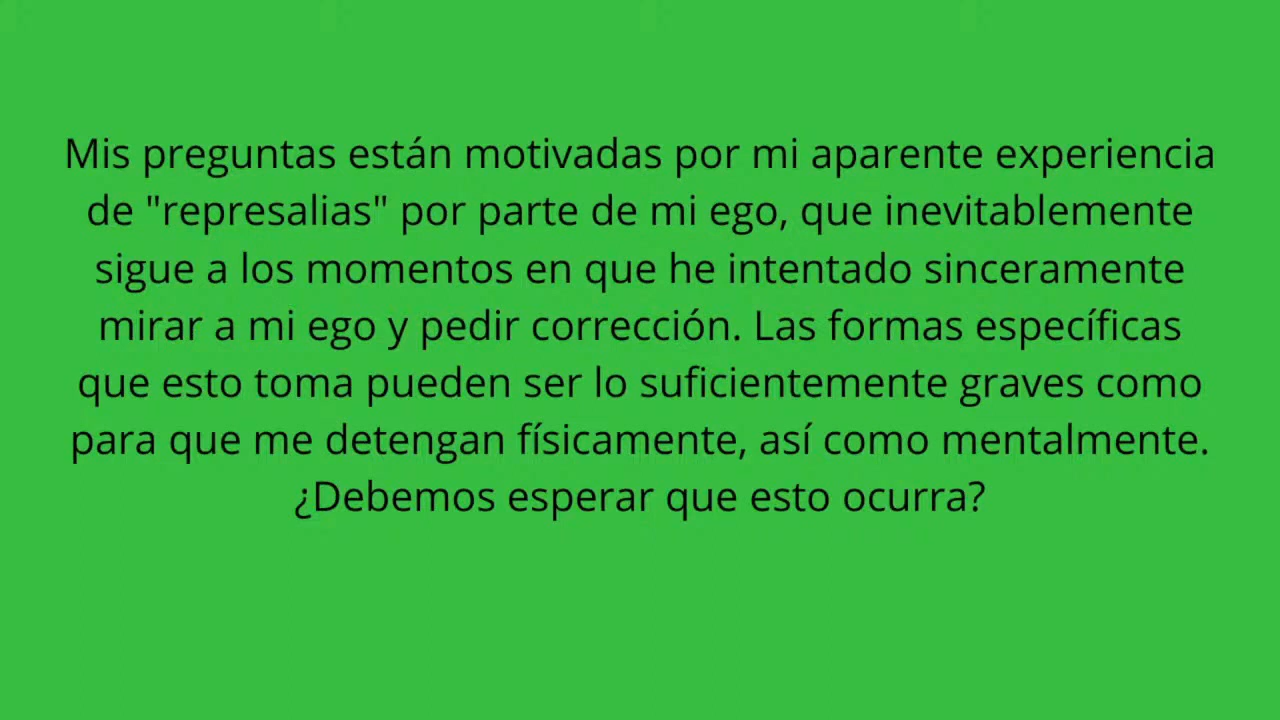 Mis preguntas están motivadas por mi aparente experiencia
de "represalias" por parte de mi ego, que inevitablemente
sigue a los momentos en que he intentado sinceramente
mirar a mi ego y pedir corrección. Las formas específicas
que esto toma pueden ser lo suficientemente graves como
para que me detengan físicamente, así como mentalmente.
¿Debemos esperar que esto ocurra?